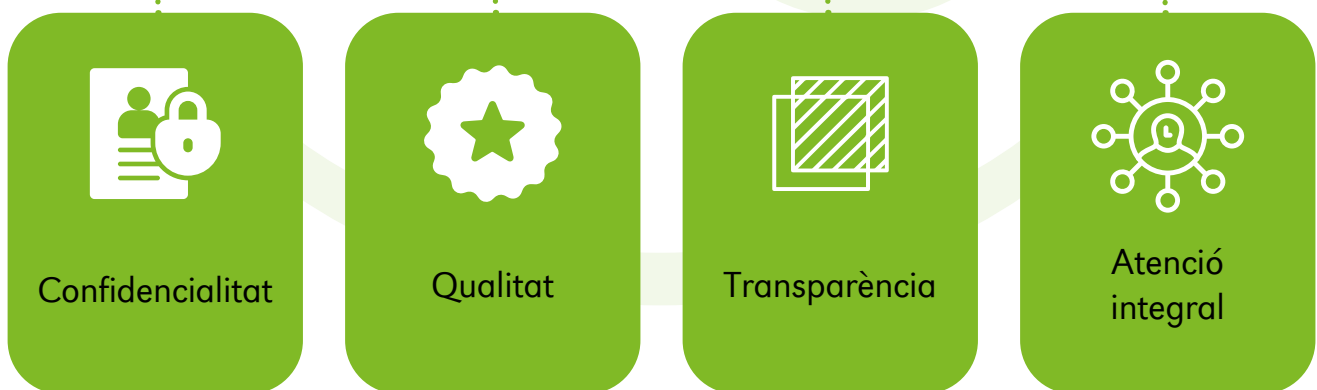 Confidencialitat
Qualitat
Transparència
Atenció
integral